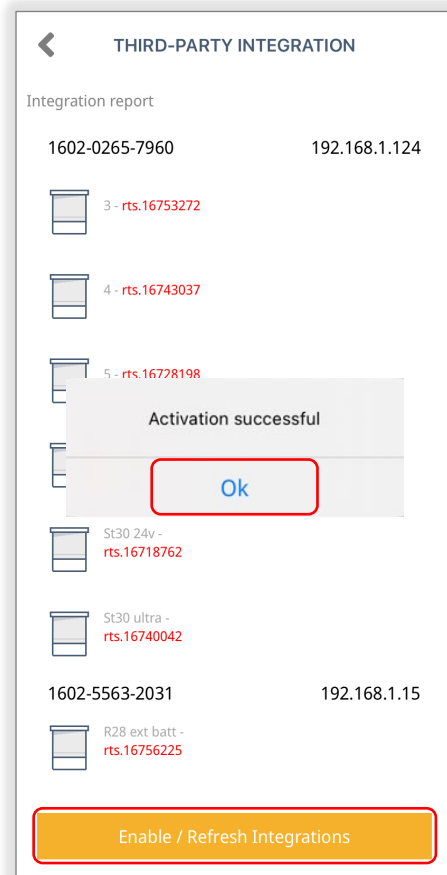 THIRD-PARTY INTEGRATION
Integration report
1602-0265-7960 192.168.1.124
3 - rts.16753272
4 - rts.16743037
5 - rts.16728198
Activation successful
Ok
St30 24v -
rts.16718762
St30 ultra -
rts.16740042
1602-5563-2031 192.168.1.15
R28 ext batt -
rts.16756225
Enable / Refresh Integrations